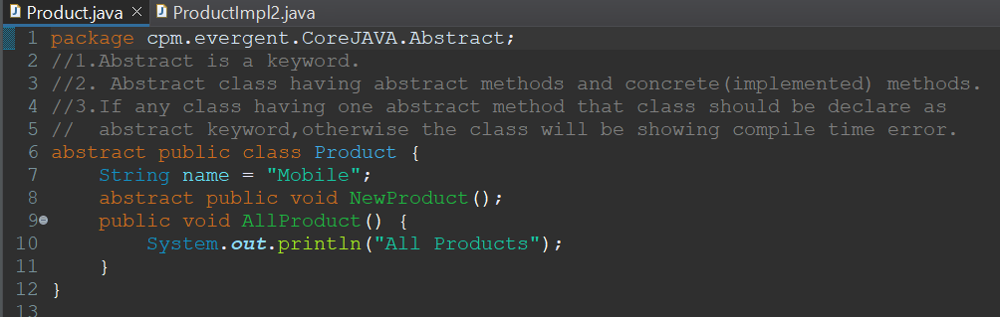 Product.java × ProductImpl2.java
1 package cpm.evergent.CoreJAVA.Abstract;
2 //1.Abstract is a keyword.
3 //2. Abstract class having abstract methods and concrete(implemented) methods.
4 //3.If any class having one abstract method that class should be declare as
5 //  abstract keyword,otherwise the class will be showing compile time error.
6 abstract public class Product {
7     String name = "Mobile";
8     abstract public void NewProduct();
9     public void AllProduct() {
10         System.out.println("All Products");
11     }
12 }
13